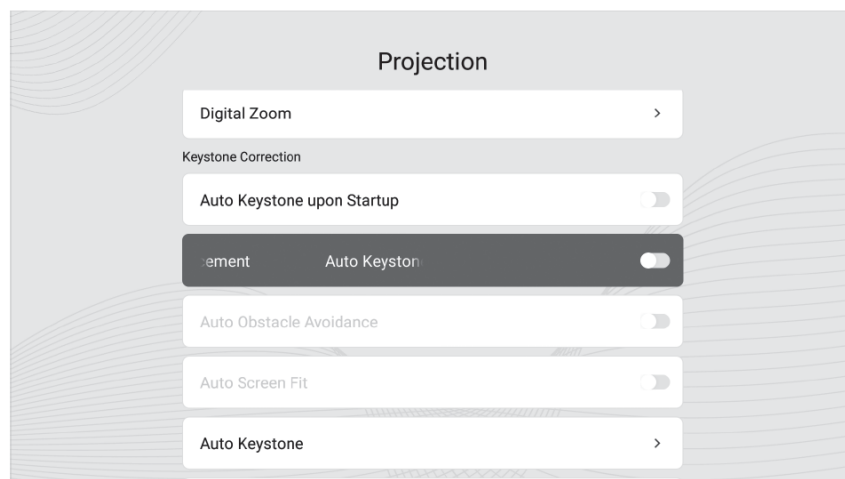 Projection
Digital Zoom
Keystone Correction
Auto Keystone upon Startup
ement Auto Keyston
Auto Obstacle Avoidance
Auto Screen Fit
Auto Keystone